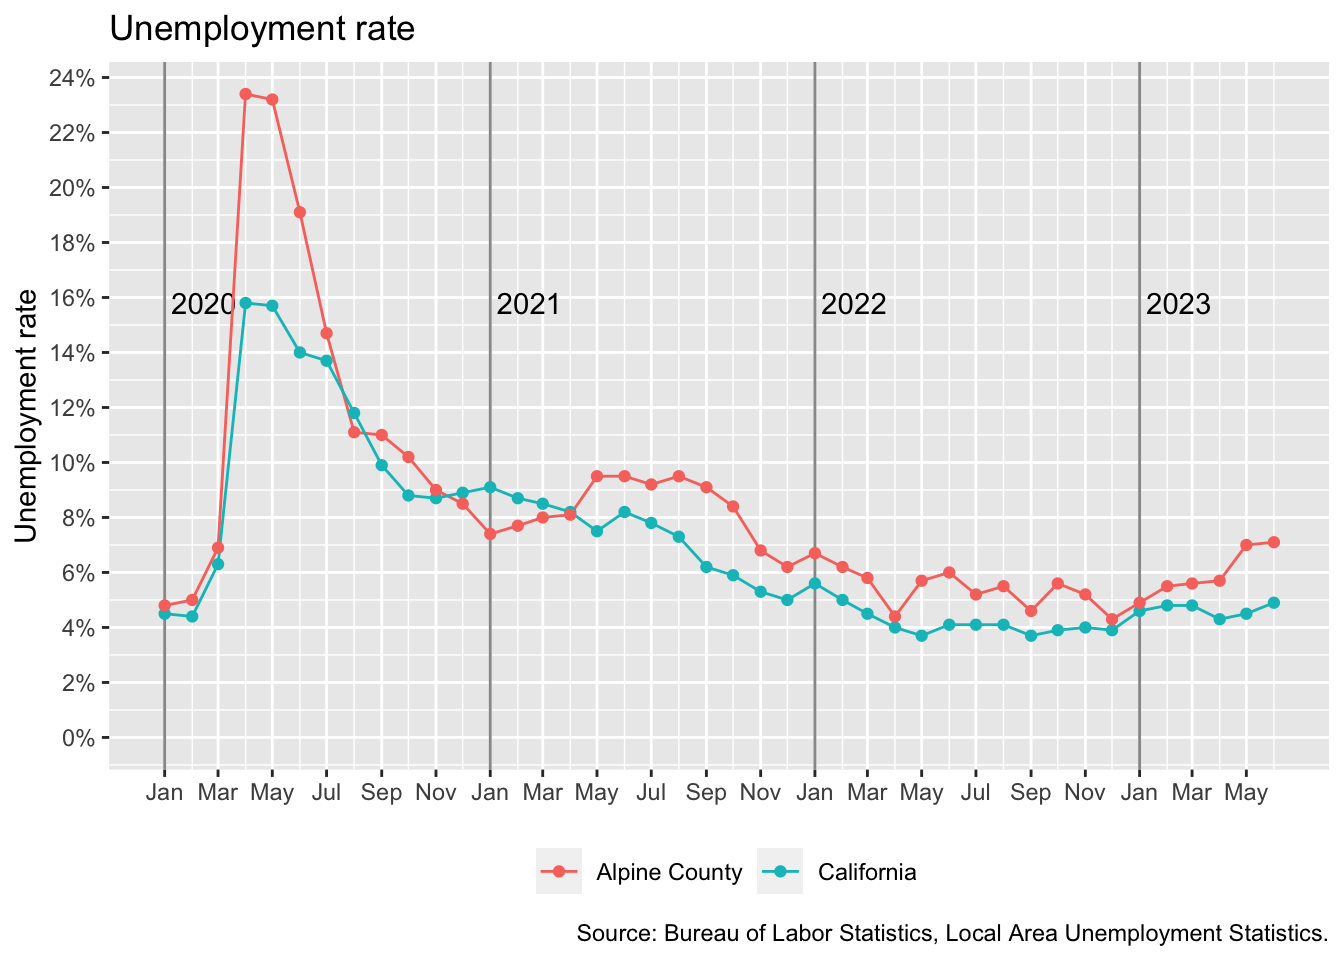 Unemployment rate
Unemployment rate
24%
22%
20%
18%
16%
14%
12%
10%
8%
6%
4%
2%
0%
2020 2021 2022 2023
Jan Mar May Jul Sep Nov Jan Mar May Jul Sep Nov Jan Mar May Jul Sep Nov Jan Mar May
Alpine County California
Source: Bureau of Labor Statistics, Local Area Unemployment Statistics.